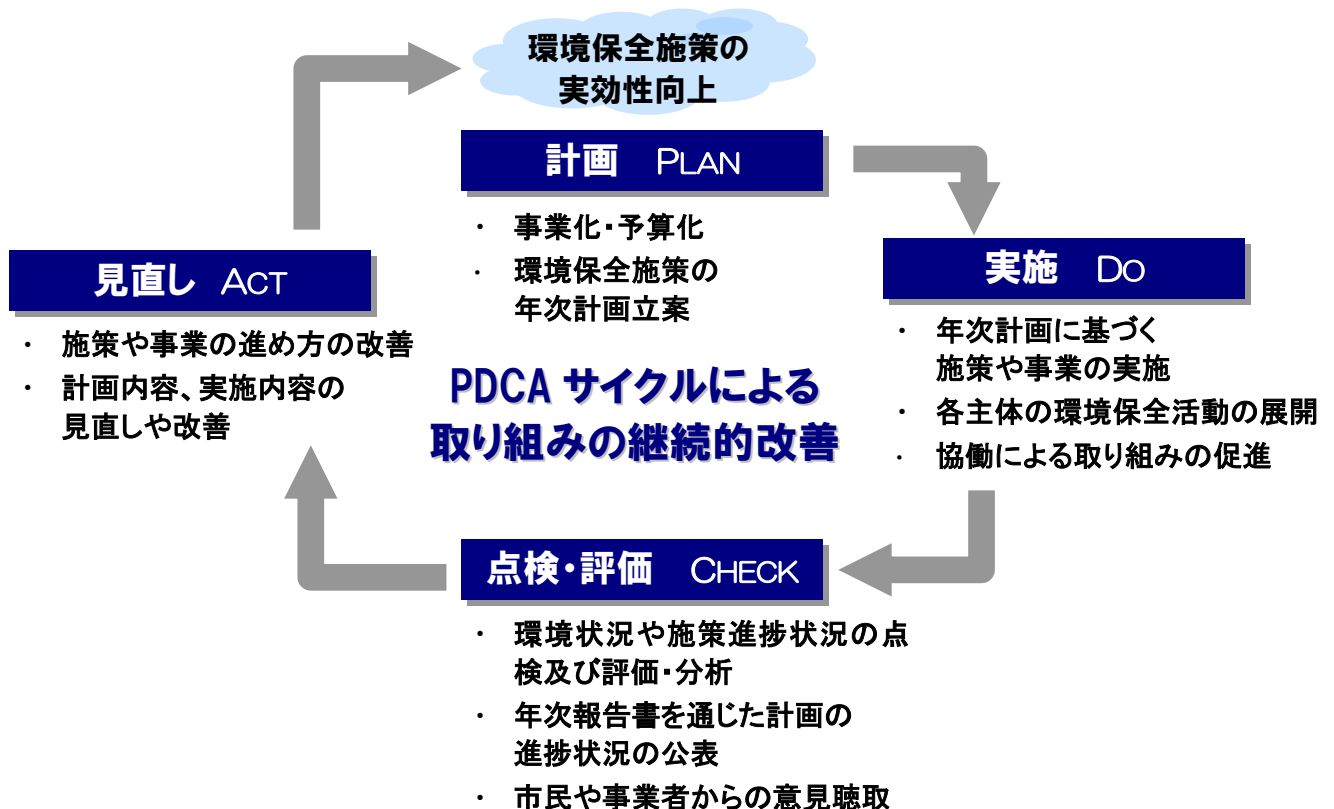 環境保全施策の
実効性向上
計画 PLAN
・ 事業化・予算化
・ 環境保全施策の
年次計画立案
実施 DO
・ 年次計画に基づく
施策や事業の実施
・ 各主体の環境保全活動の展開
・ 協働による取り組みの促進
見直し ACT
・ 施策や事業の進め方の改善
・ 計画内容、実施内容の
見直しや改善
PDCA サイクルによる
取り組みの継続的改善
点検・評価 CHECK
・ 環境状況や施策進捗状況の点
検及び評価・分析
・ 年次報告書を通じた計画の
進捗状況の公表
・ 市民や事業者からの意見聴取